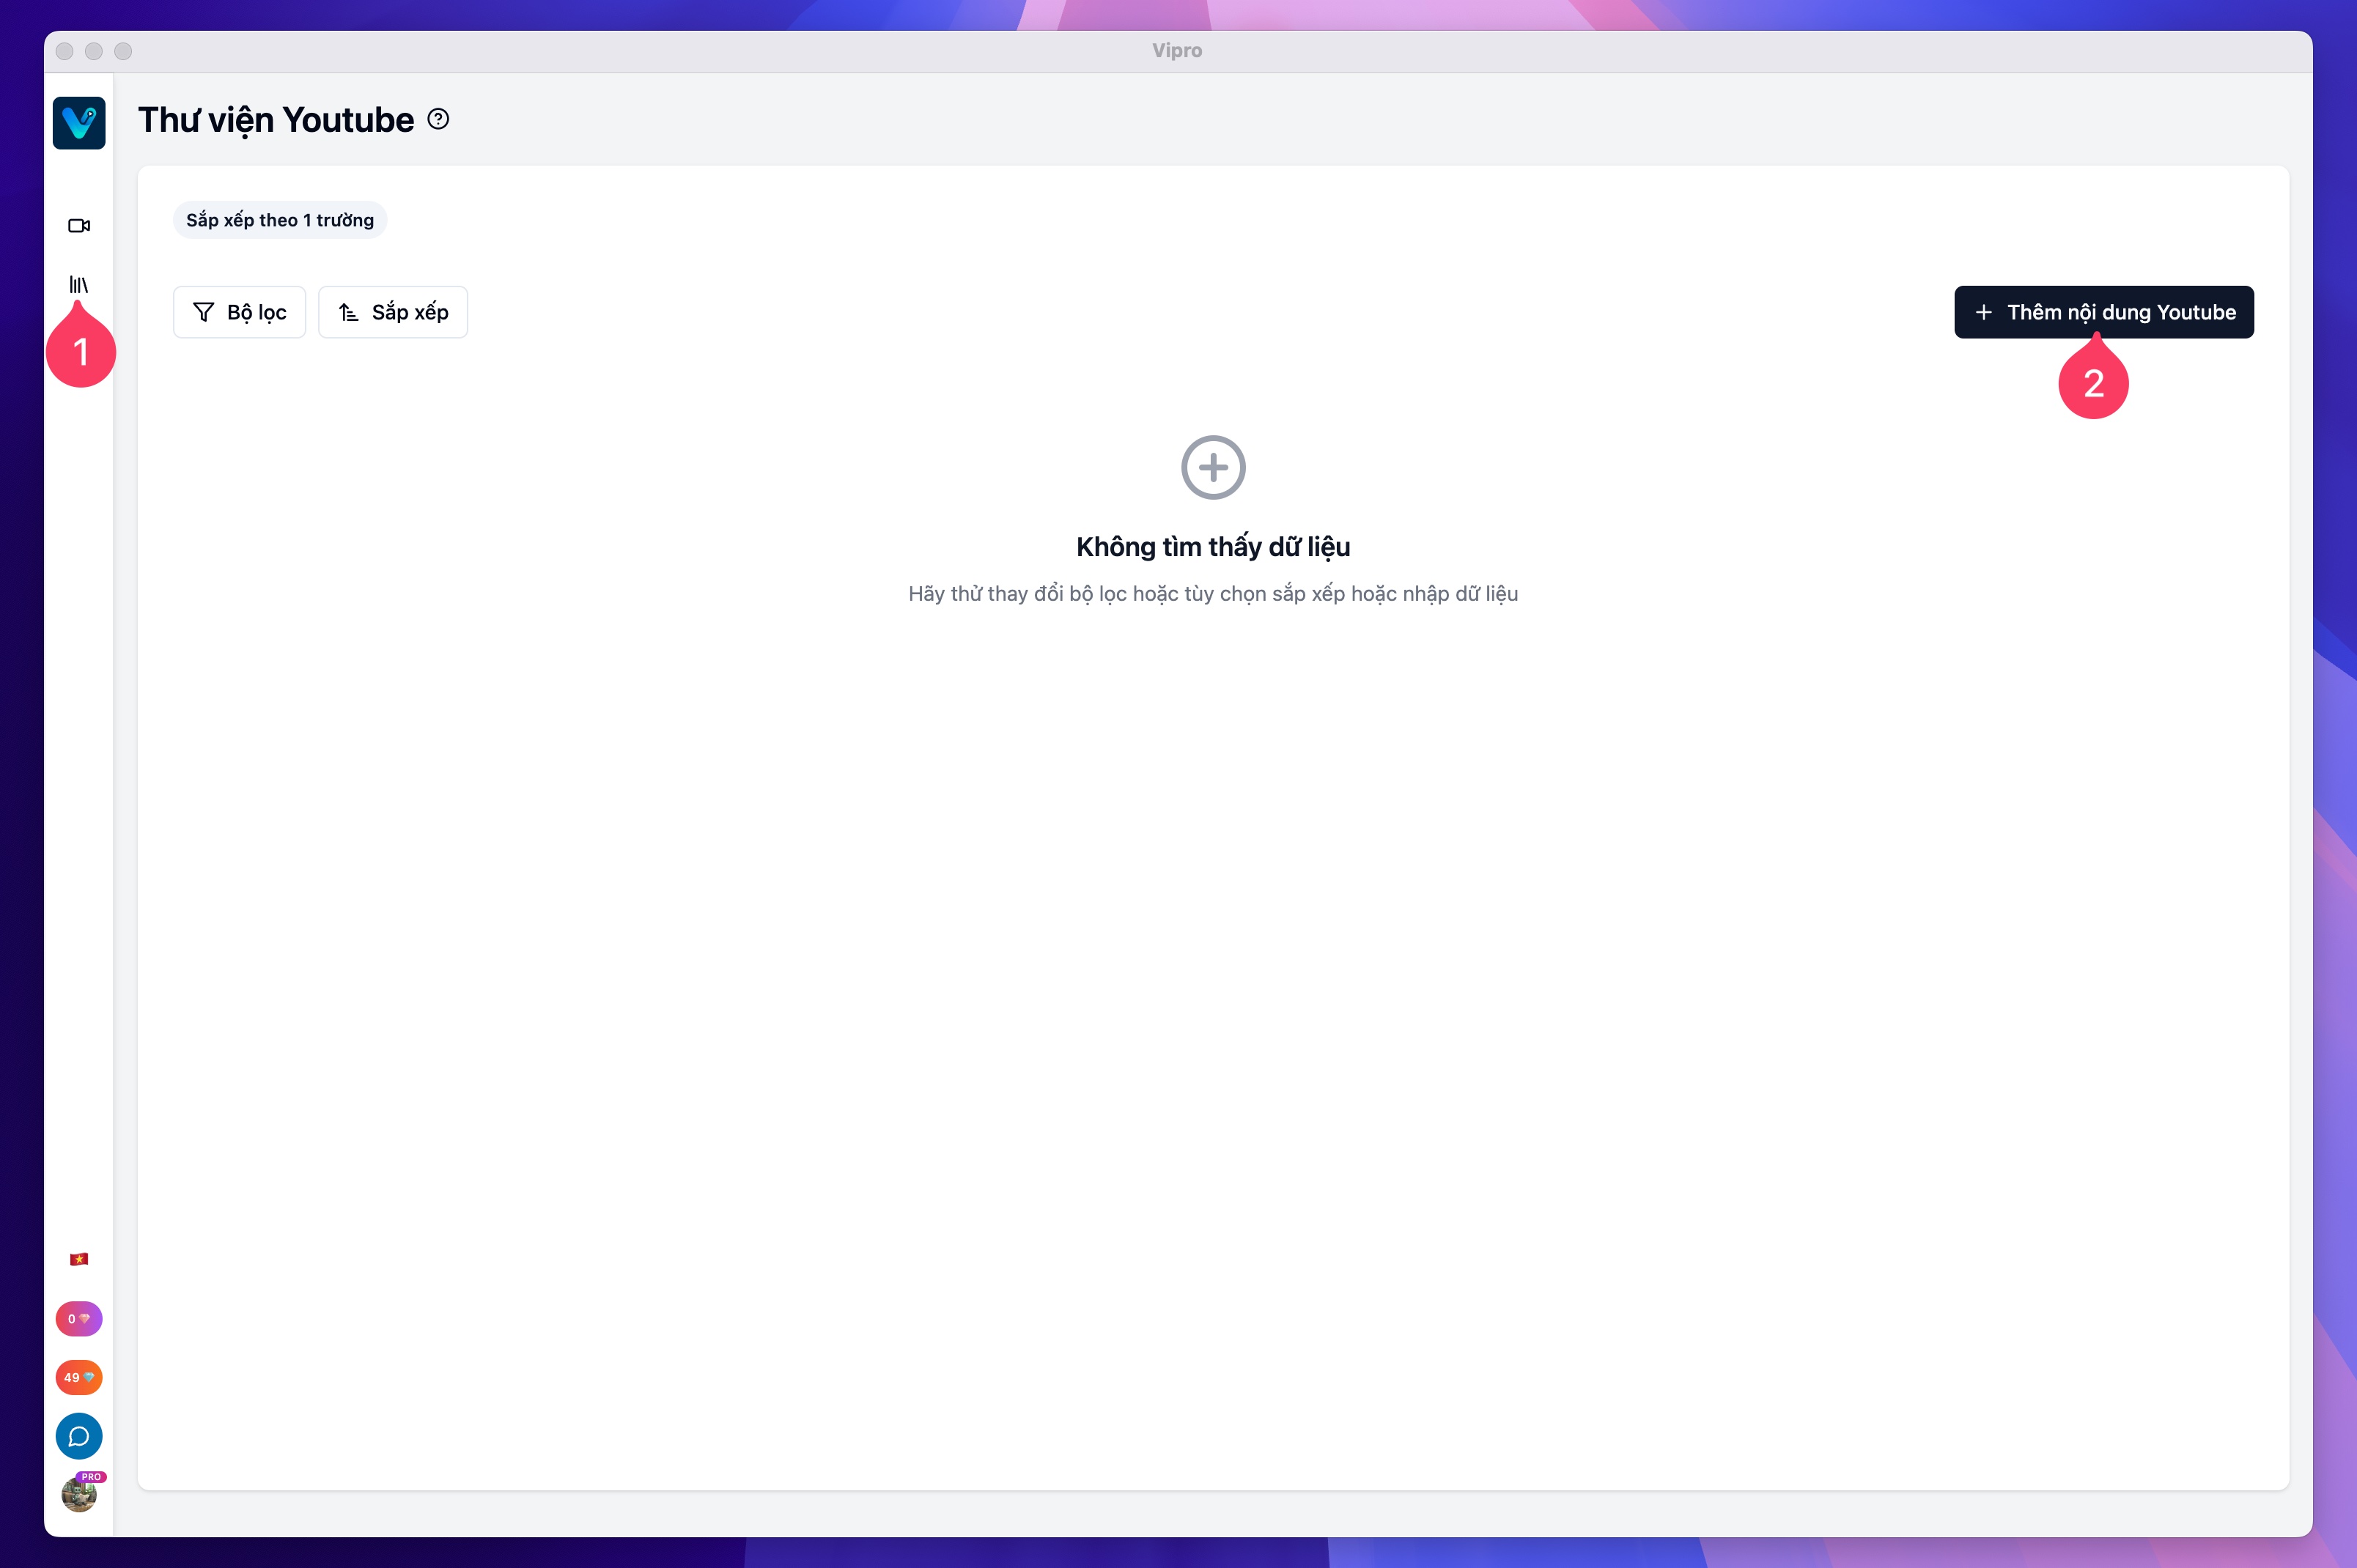 Vipro
Thư viện Youtube
Sắp xếp theo 1 trường
Bộ lọc
Sắp xếp
Thêm nội dung Youtube
1
2
Không tìm thấy dữ liệu
Hãy thử thay đổi bộ lọc hoặc tùy chọn sắp xếp hoặc nhập dữ liệu
0
49
PRO